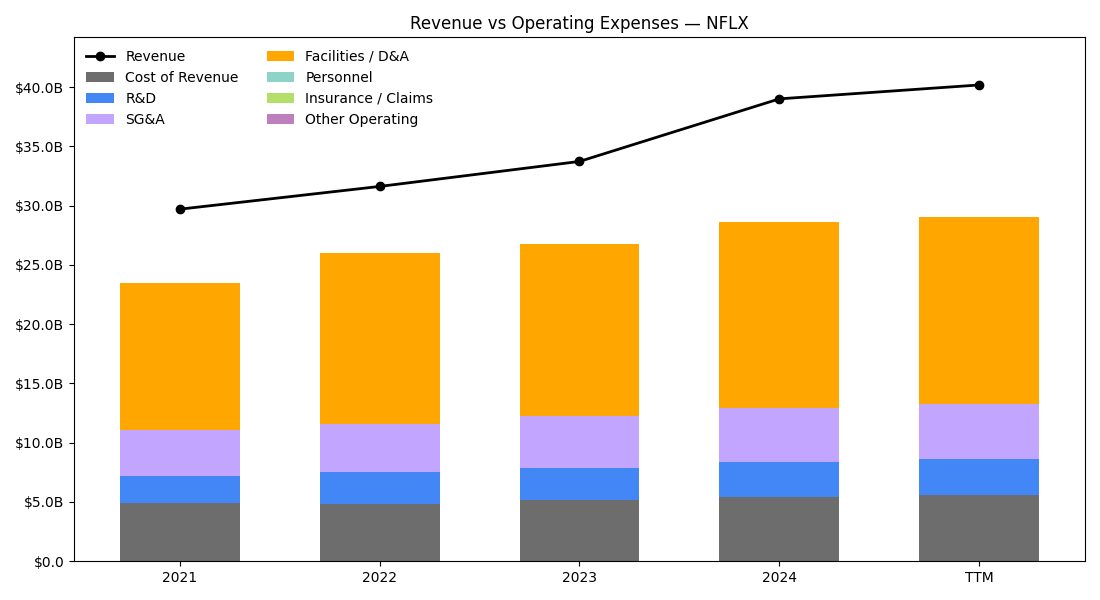 Revenue vs Operating Expenses — NFLX
Revenue
Cost of Revenue
R&D
SG&A
Facilities / D&A
Personnel
Insurance / Claims
Other Operating
$40.0B
$35.0B
$30.0B
$25.0B
$20.0B
$15.0B
$10.0B
$5.0B
$0.0
2021 2022 2023 2024 TTM